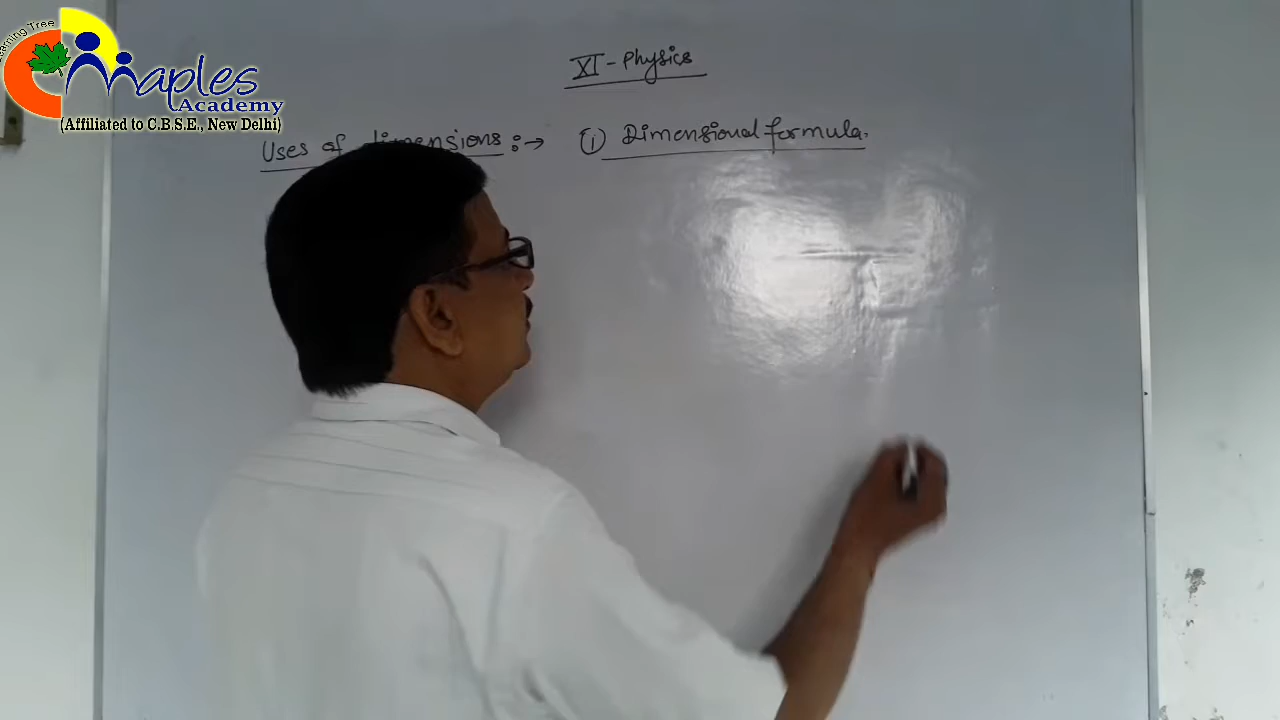 Learning Tree
Maples
Academy
(Affiliated to C.B.S.E., New Delhi)
XI - Physics
Uses of dimensions :→ (1) Dimensional formula.